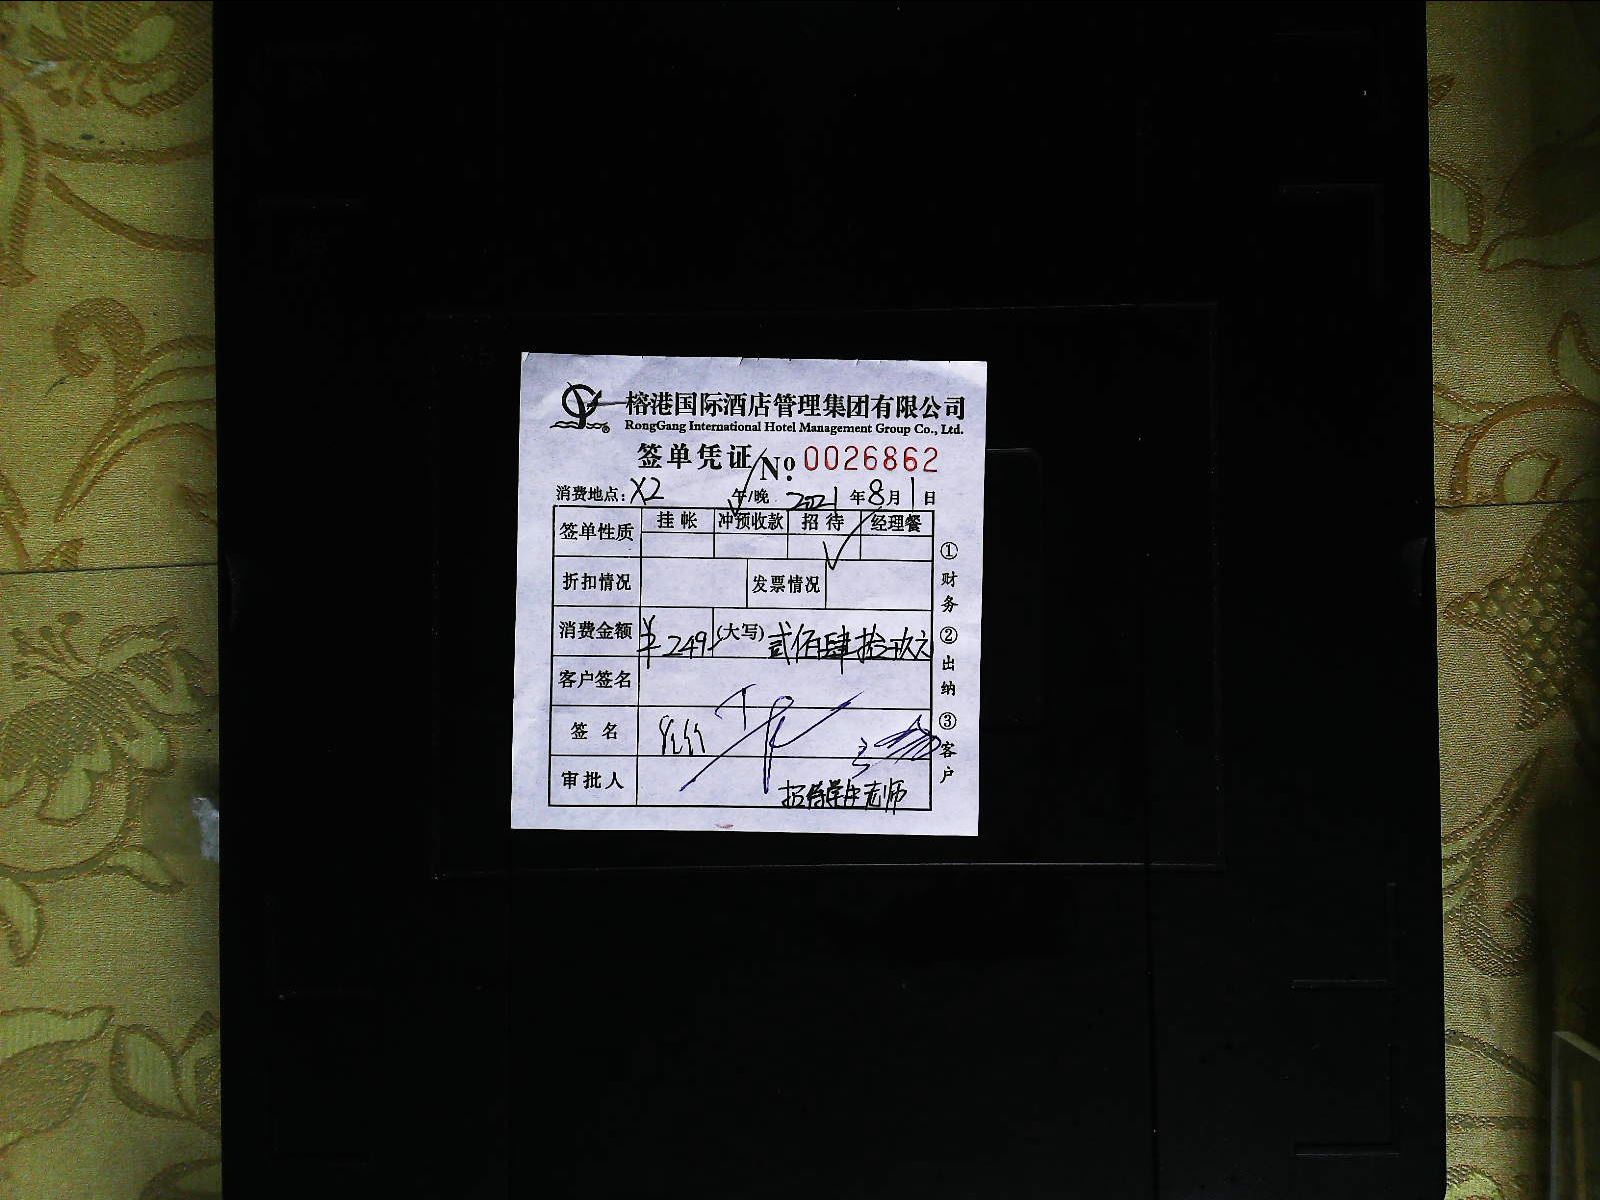 榕港国际酒店管理集团有限公司
RongGang International Hotel Management Group Co., Ltd.
签单凭证 № 0026862
消费地点：X2 午/晚 2021 年 8 月 1 日
签单性质 挂帐 冲预收款 招待 经理餐
折扣情况 发票情况
消费金额 ¥249 (大写) 贰佰肆拾玖元
客户签名
签名
审批人 招待 老师
①财务 ②出纳 ③客户